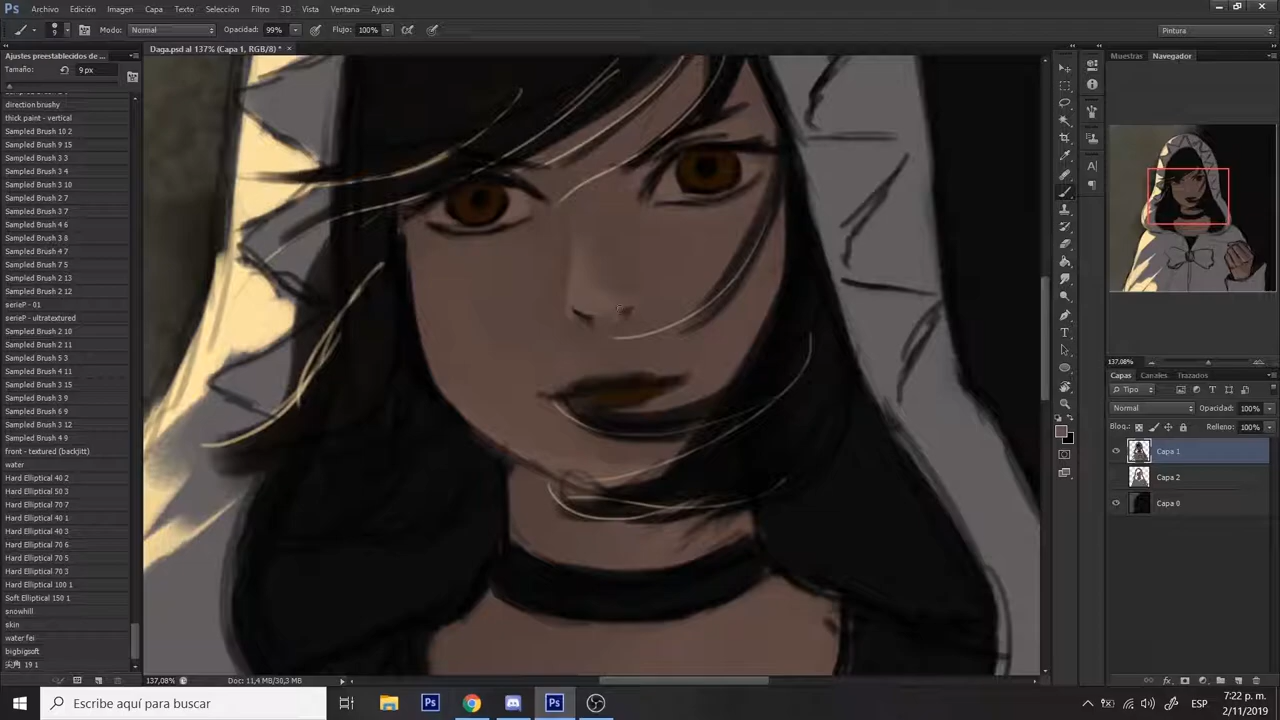 Ps Archivo Edición Imagen Capa Texto Selección Filtro 3D Vista Ventana Ayuda
9 Modo: Normal Opacidad: 99% Flujo: 100% Pintura
Daga.psd al 137% (Capa 1, RGB/8) * ×
Ajustes preestablecidos de...
Tamaño: 9 px
direction brushy
thick paint - vertical
Sampled Brush 10 2
Sampled Brush 9 15
Sampled Brush 3 3
Sampled Brush 3 4
Sampled Brush 3 10
Sampled Brush 2 7
Sampled Brush 3 7
Sampled Brush 4 6
Sampled Brush 3 8
Sampled Brush 4 7
Sampled Brush 7 5
Sampled Brush 2 13
Sampled Brush 2 12
serieP - 01
serieP - ultratextured
Sampled Brush 2 10
Sampled Brush 2 11
Sampled Brush 5 3
Sampled Brush 4 11
Sampled Brush 3 15
Sampled Brush 3 9
Sampled Brush 6 9
Sampled Brush 3 12
Sampled Brush 4 9
front - textured (backjitt)
water
Hard Elliptical 40 2
Hard Elliptical 50 3
Hard Elliptical 70 7
Hard Elliptical 40 1
Hard Elliptical 40 3
Hard Elliptical 70 6
Hard Elliptical 70 5
Hard Elliptical 70 3
Hard Elliptical 100 1
Soft Elliptical 150 1
snowhill
skin
water fei
bigbigsoft
19 1
Muestras Navegador
137,08%
Capas Canales Trazados
Tipo
Normal Opacidad: 100%
Bloq.: Relleno: 100%
Capa 1
Capa 2
Capa 0
137,08% Doc: 11,4 MB/30,3 MB
Escribe aquí para buscar
Ps Ps
ESP
7:22 p. m.
2/11/2019